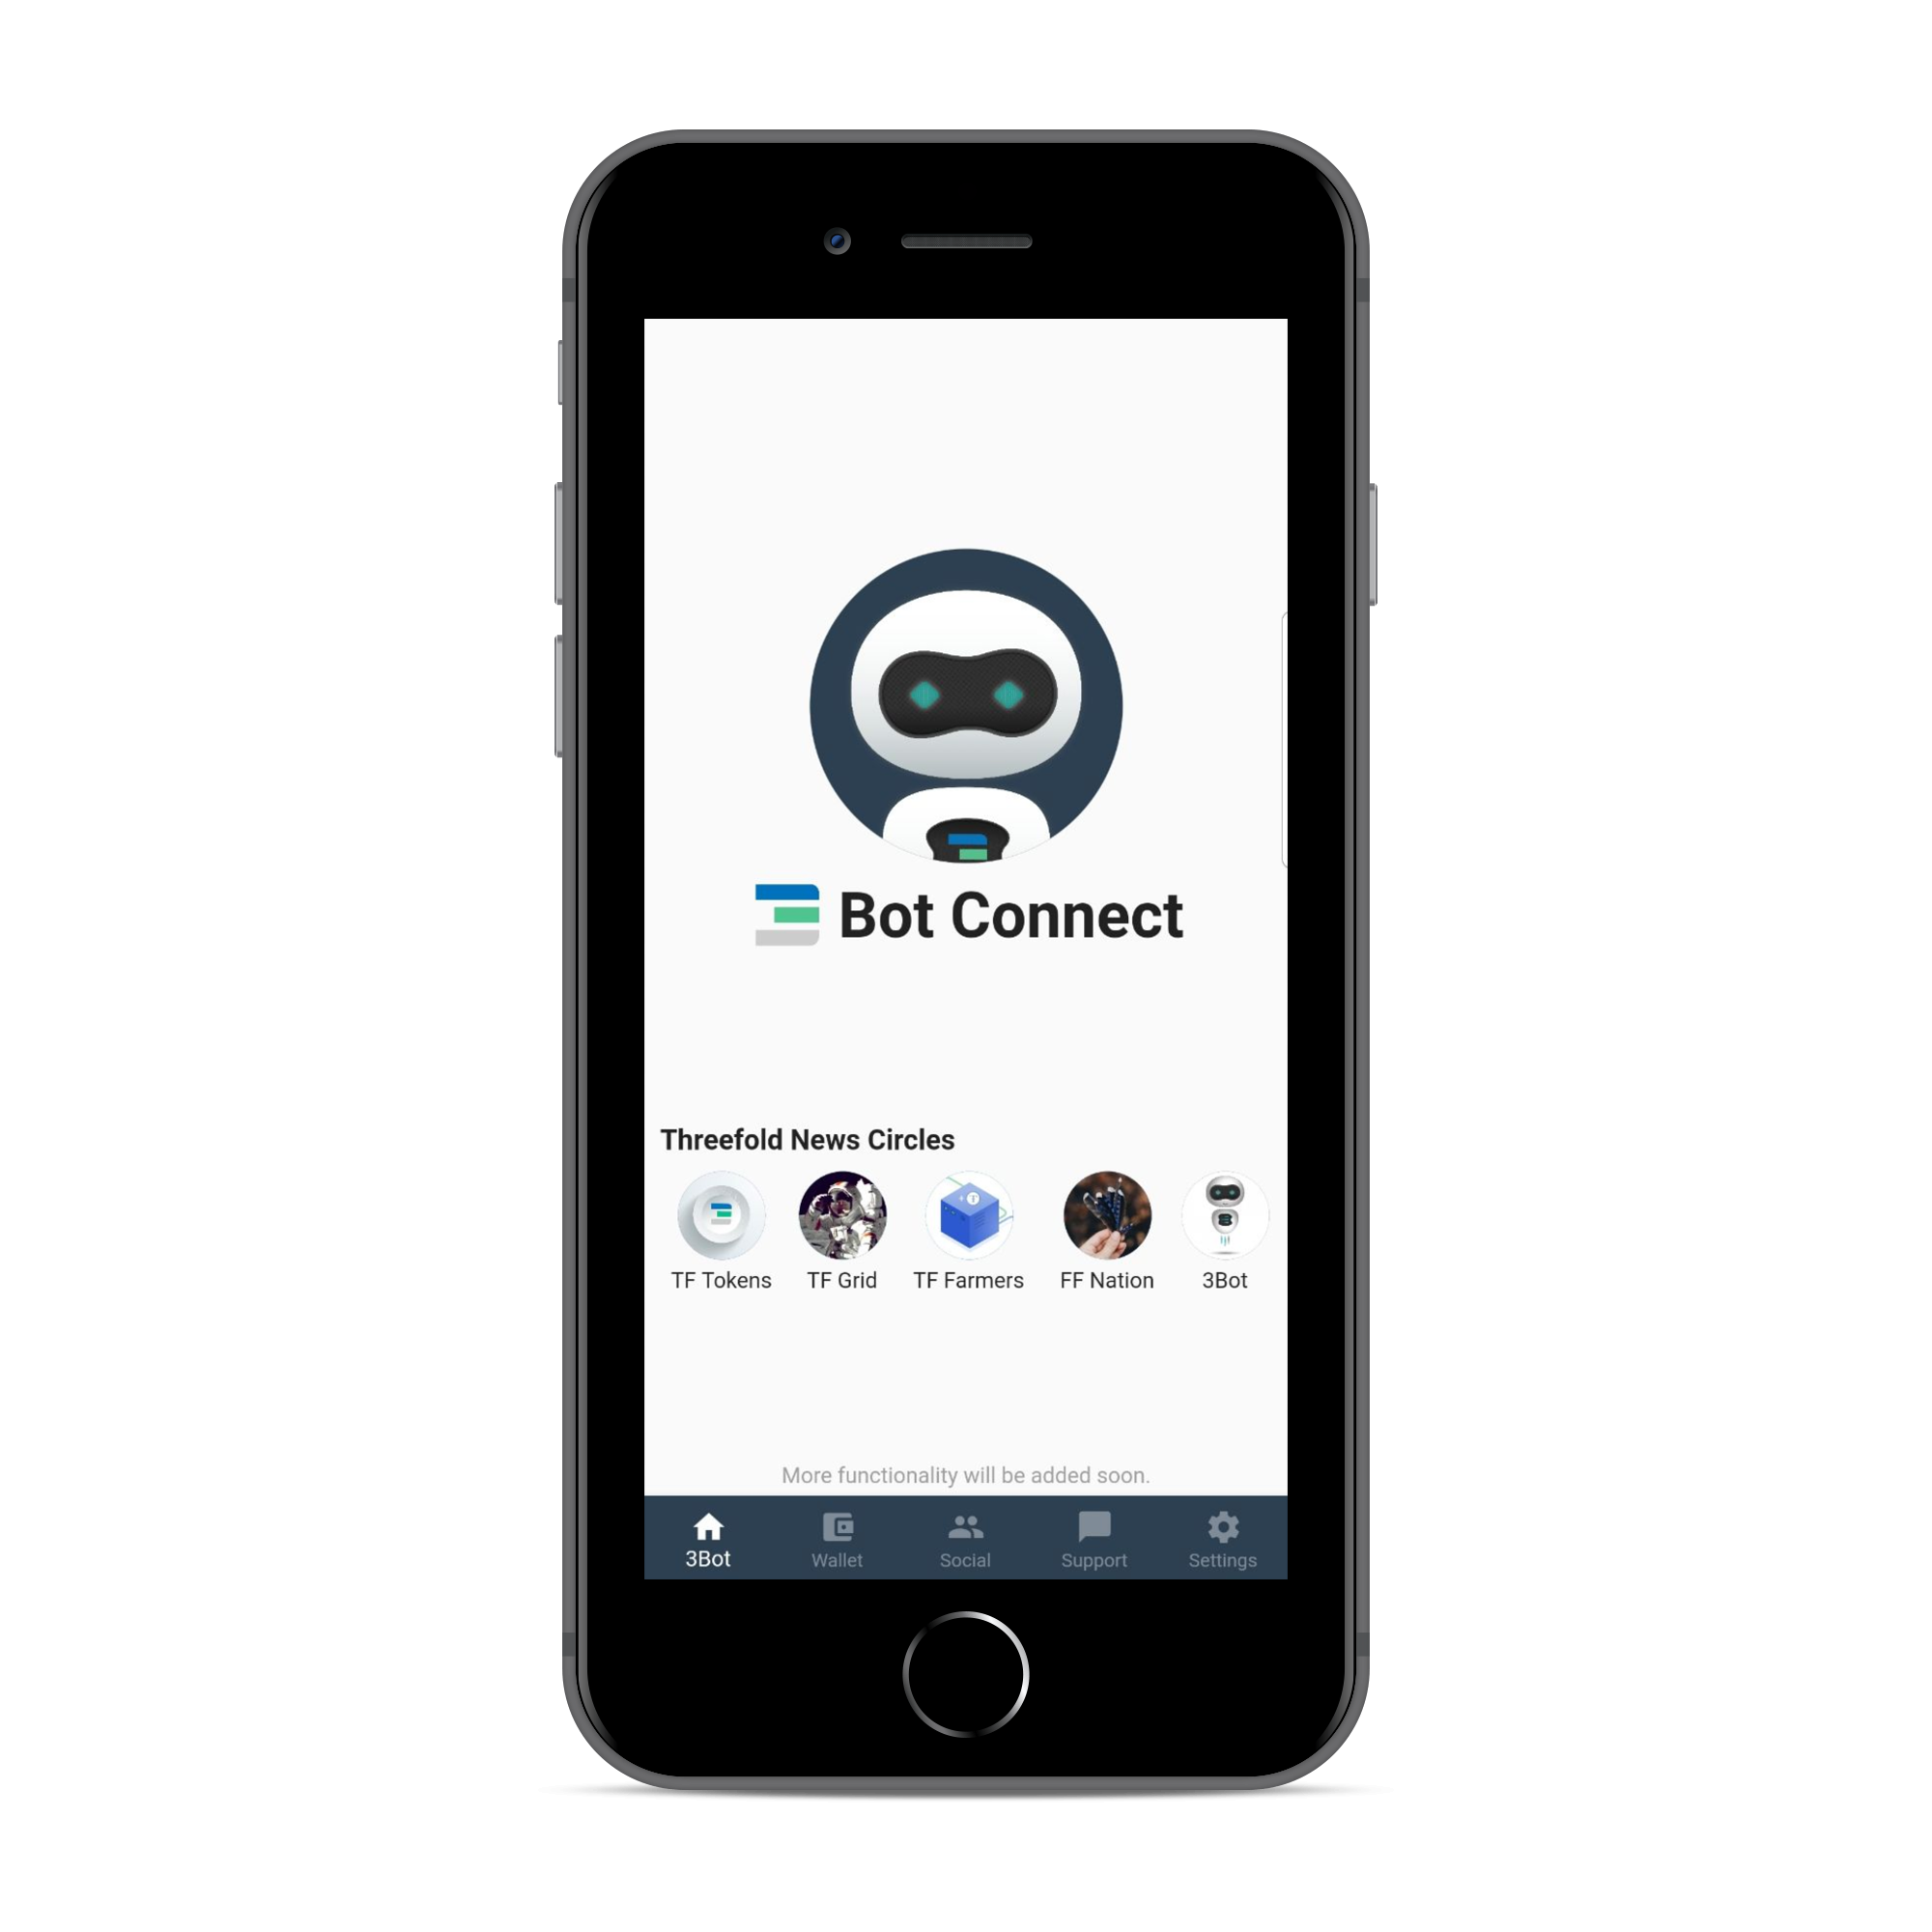 Bot Connect
Threefold News Circles
TF Tokens TF Grid TF Farmers FF Nation 3Bot
More functionality will be added soon.
3Bot Wallet Social Support Settings